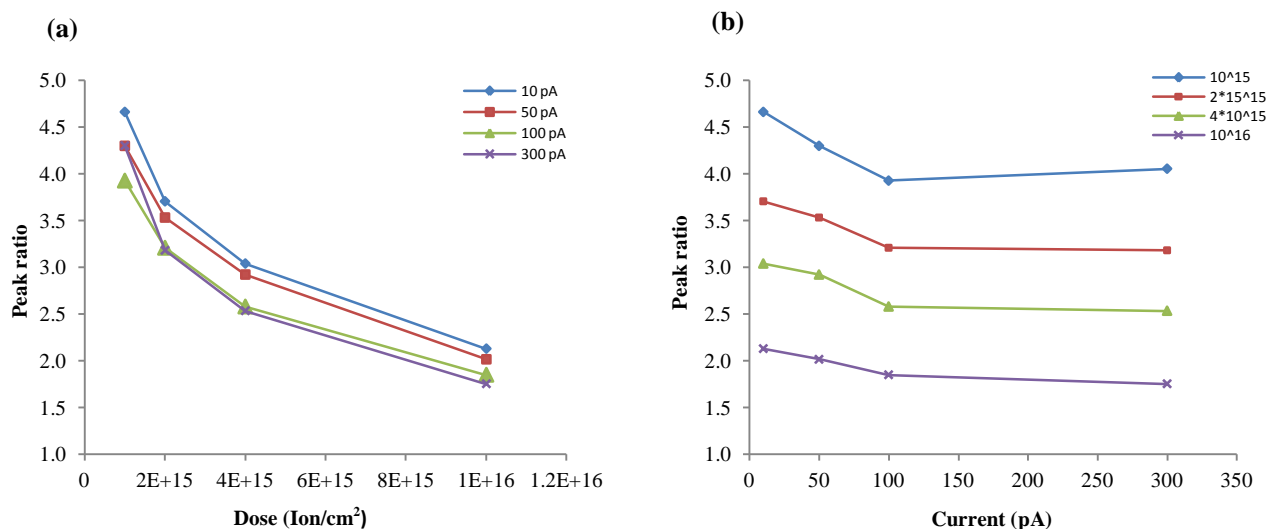 (a)
5.0
4.5
4.0
3.5
3.0
2.5
2.0
1.5
1.0
Peak ratio
0 2E+15 4E+15 6E+15 8E+15 1E+16 1.2E+16
Dose (Ion/cm²)
10 pA
50 pA
100 pA
300 pA
(b)
5.0
4.5
4.0
3.5
3.0
2.5
2.0
1.5
1.0
Peak ratio
0 50 100 150 200 250 300 350
Current (pA)
10^15
2*15^15
4*10^15
10^16